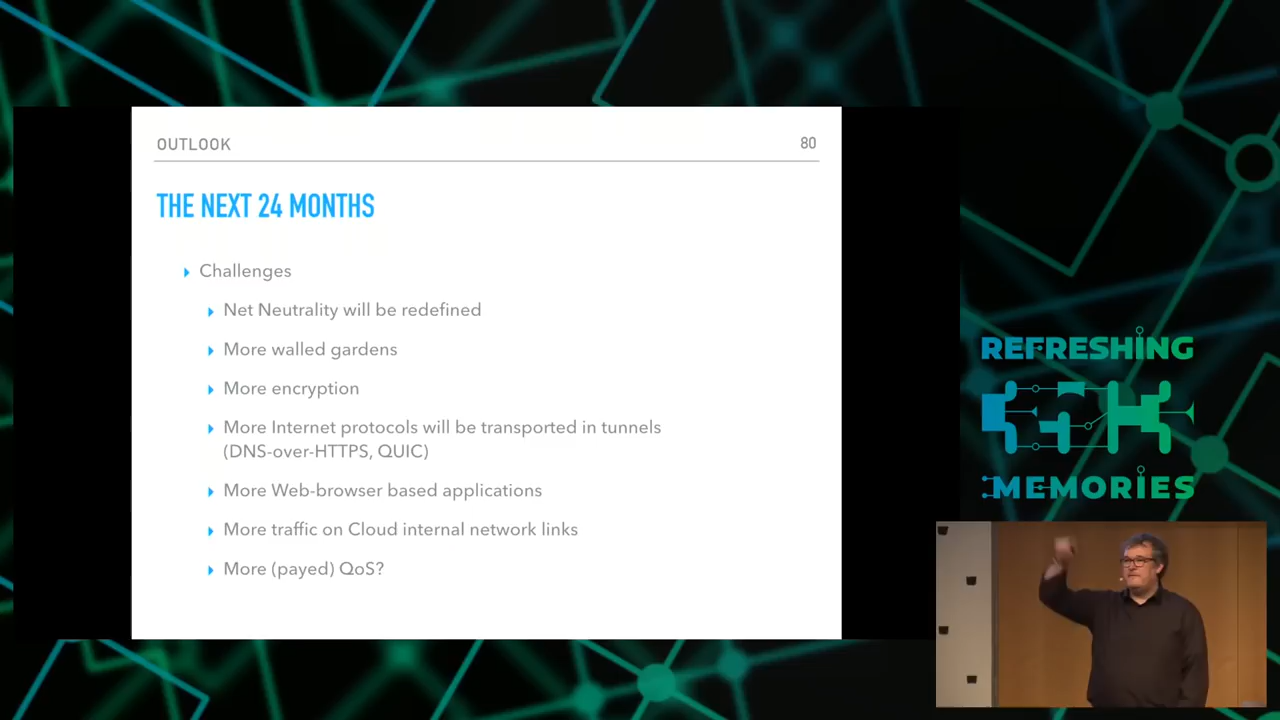 OUTLOOK
80
THE NEXT 24 MONTHS
Challenges
Net Neutrality will be redefined
More walled gardens
More encryption
More Internet protocols will be transported in tunnels
(DNS-over-HTTPS, QUIC)
More Web-browser based applications
More traffic on Cloud internal network links
More (payed) QoS?
REFRESHING
MEMORIES